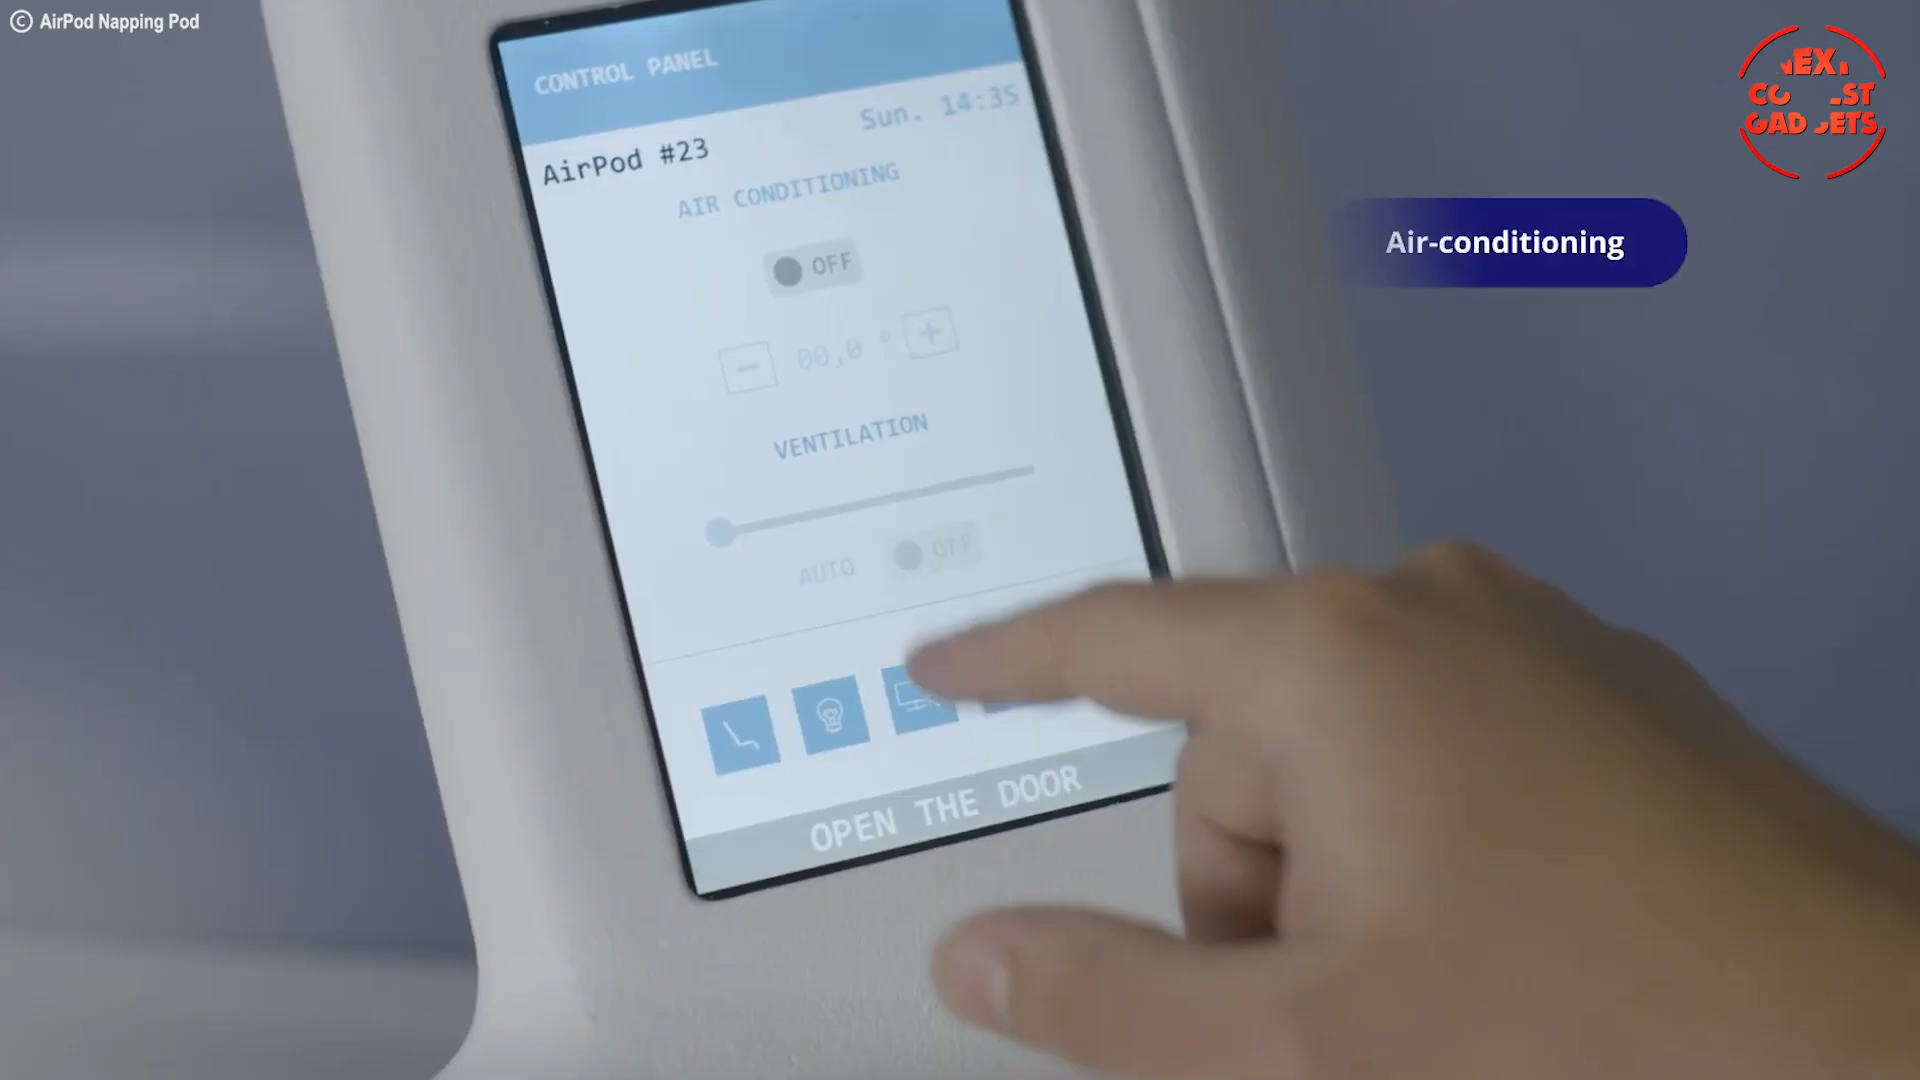 © AirPod Napping Pod
CONTROL PANEL
Sun. 14:35
AirPod #23
AIR CONDITIONING
OFF
00,0 °
VENTILATION
AUTO OFF
OPEN THE DOOR
Air-conditioning